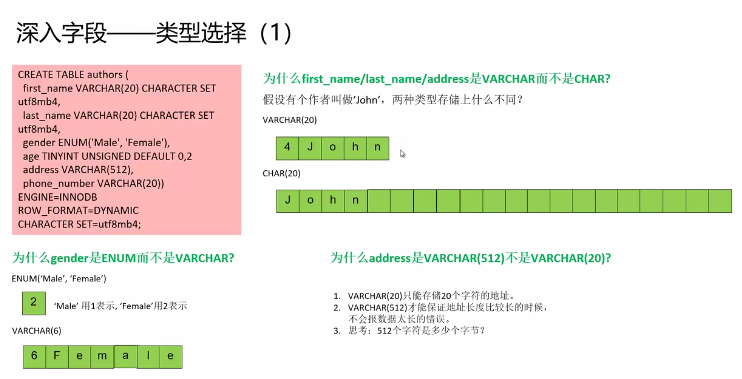 深入字段——类型选择（1）
CREATE TABLE authors (
first_name VARCHAR(20) CHARACTER SET
utf8mb4,
last_name VARCHAR(20) CHARACTER SET
utf8mb4,
gender ENUM('Male', 'Female'),
age TINYINT UNSIGNED DEFAULT 0,2
address VARCHAR(512),
phone_number VARCHAR(20))
ENGINE=INNODB
ROW_FORMAT=DYNAMIC
CHARACTER SET=utf8mb4;
为什么first_name/last_name/address是VARCHAR而不是CHAR?
假设有个作者叫做‘John’，两种类型存储上什么不同？
VARCHAR(20)
4 J o h n
CHAR(20)
J o h n
为什么gender是ENUM而不是VARCHAR?
ENUM(‘Male’, ‘Female’)
2 ‘Male’ 用1表示, ‘Female’用2表示
VARCHAR(6)
6 F e m a l e
为什么address是VARCHAR(512)不是VARCHAR(20)?
1. VARCHAR(20)只能存储20个字符的地址。
2. VARCHAR(512)才能保证地址长度比较长的时候，
不会报数据太长的错误。
3. 思考：512个字符是多少个字节？